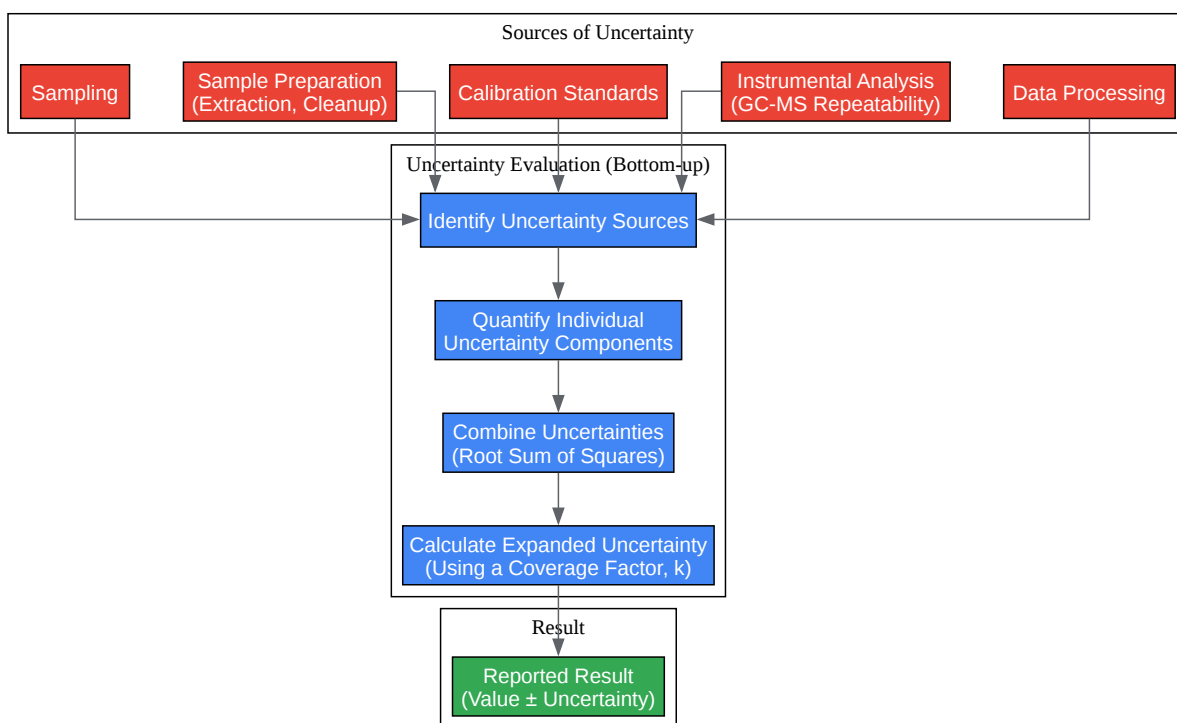 Sources of Uncertainty
Sampling
Sample Preparation
(Extraction, Cleanup)
Calibration Standards
Instrumental Analysis
(GC-MS Repeatability)
Data Processing
Uncertainty Evaluation (Bottom-up)
Identify Uncertainty Sources
Quantify Individual
Uncertainty Components
Combine Uncertainties
(Root Sum of Squares)
Calculate Expanded Uncertainty
(Using a Coverage Factor, k)
Result
Reported Result
(Value ± Uncertainty)